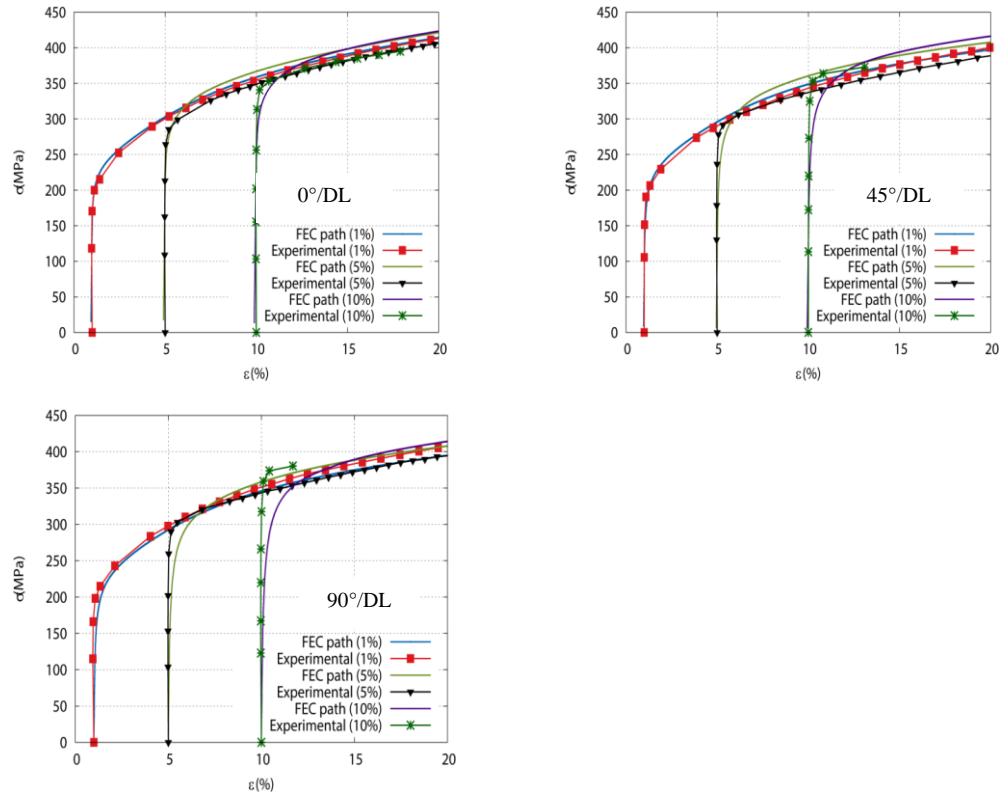 450
400
350
300
250
200
150
100
50
0
σ(MPa)
0°/DL
FEC path (1%)
Experimental (1%)
FEC path (5%)
Experimental (5%)
FEC path (10%)
Experimental (10%)
0 5 10 15 20
ε(%)
450
400
350
300
250
200
150
100
50
0
σ(MPa)
45°/DL
FEC path (1%)
Experimental (1%)
FEC path (5%)
Experimental (5%)
FEC path (10%)
Experimental (10%)
0 5 10 15 20
ε(%)
450
400
350
300
250
200
150
100
50
0
σ(MPa)
90°/DL
FEC path (1%)
Experimental (1%)
FEC path (5%)
Experimental (5%)
FEC path (10%)
Experimental (10%)
0 5 10 15 20
ε(%)